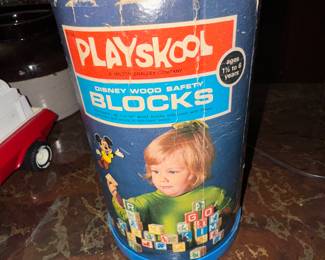 PLAYSKOOL
A MILTON BRADLEY COMPANY
ages
1½ to 6
years
DISNEY WOOD SAFETY
BLOCKS